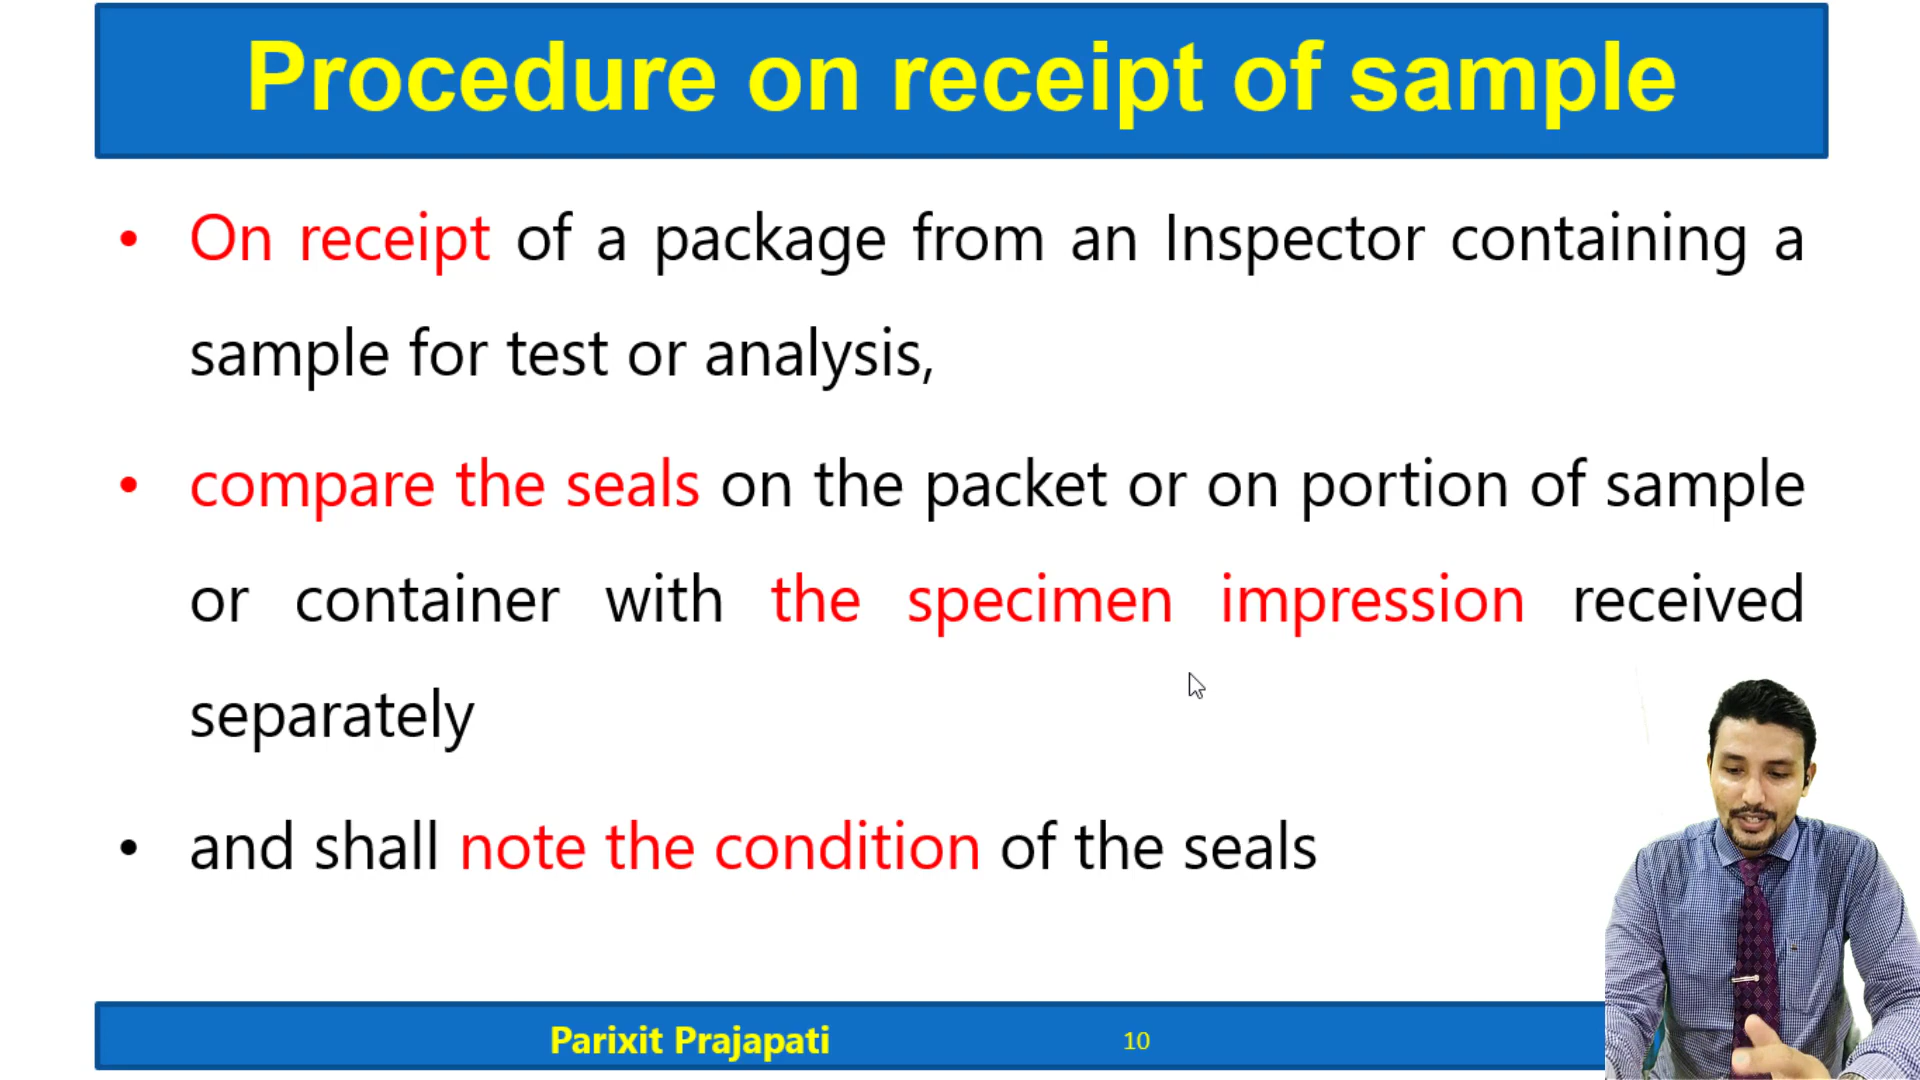 Procedure on receipt of sample
• On receipt of a package from an Inspector containing a
sample for test or analysis,
• compare the seals on the packet or on portion of sample
or container with the specimen impression received
separately
• and shall note the condition of the seals
Parixit Prajapati 10